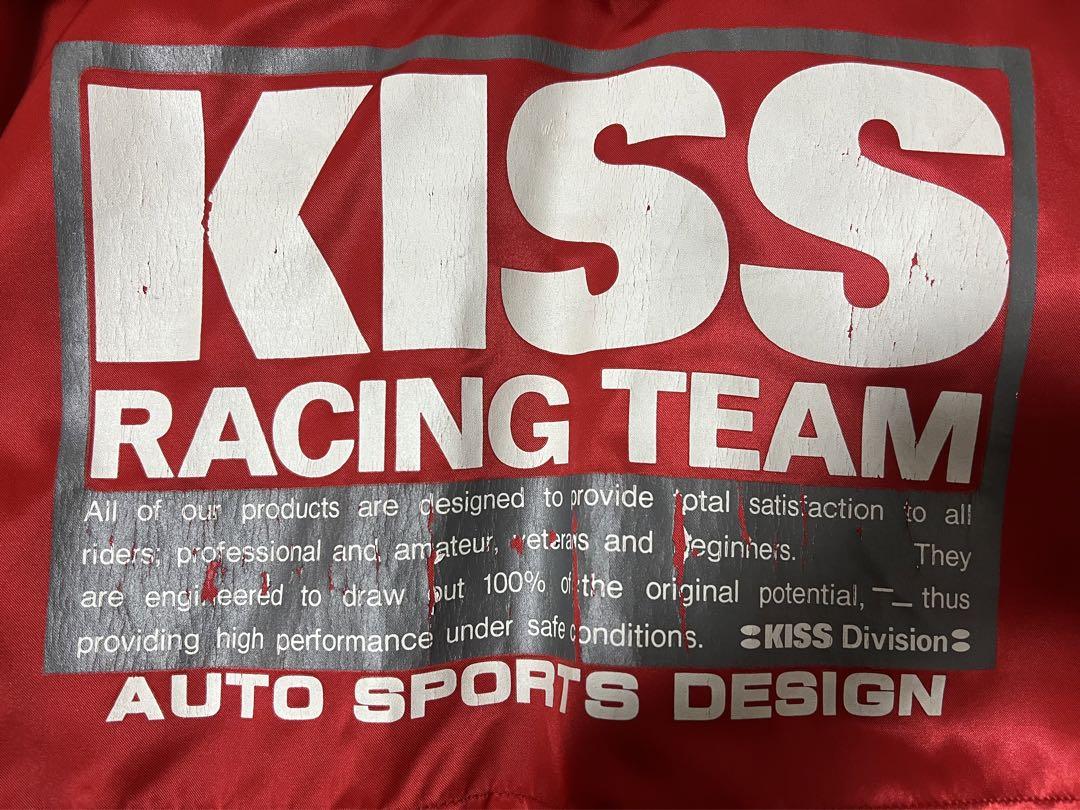 KISS
RACING TEAM
All of our products are designed to provide total satisfaction to all
riders; professional and amateur, veterans and beginners. They
are engineered to draw out 100% of the original potential, — thus
providing high performance under safe conditions. KISS Division
AUTO SPORTS DESIGN